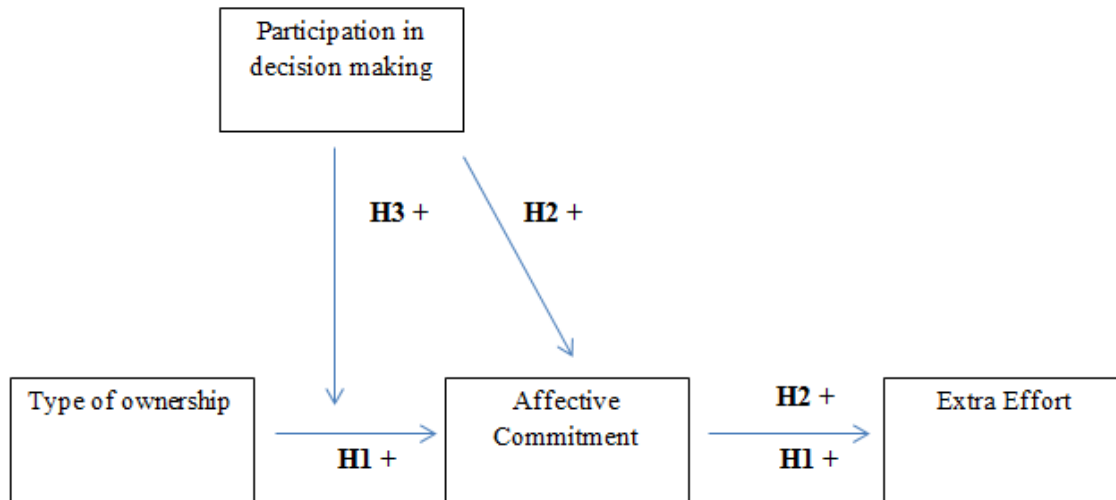 Participation in
decision making
H3 +
H2 +
Type of ownership
H1 +
Affective
Commitment
H2 +
H1 +
Extra Effort